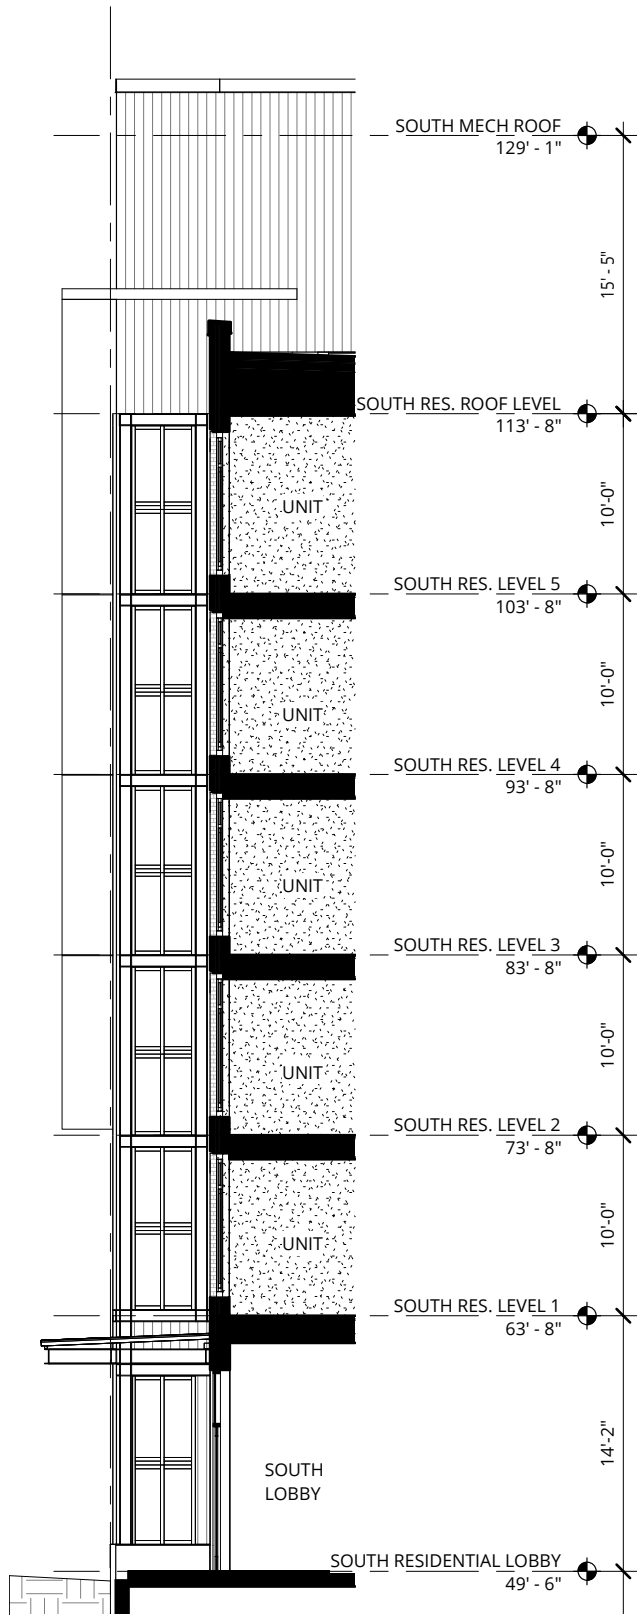 SOUTH MECH ROOF
129' - 1"
15' - 5"
SOUTH RES. ROOF LEVEL
113' - 8"
UNIT
10'-0"
SOUTH RES. LEVEL 5
103' - 8"
UNIT
10'-0"
SOUTH RES. LEVEL 4
93' - 8"
UNIT
10'-0"
SOUTH RES. LEVEL 3
83' - 8"
UNIT
10'-0"
SOUTH RES. LEVEL 2
73' - 8"
UNIT
10'-0"
SOUTH RES. LEVEL 1
63' - 8"
14'-2"
SOUTH
LOBBY
SOUTH RESIDENTIAL LOBBY
49' - 6"